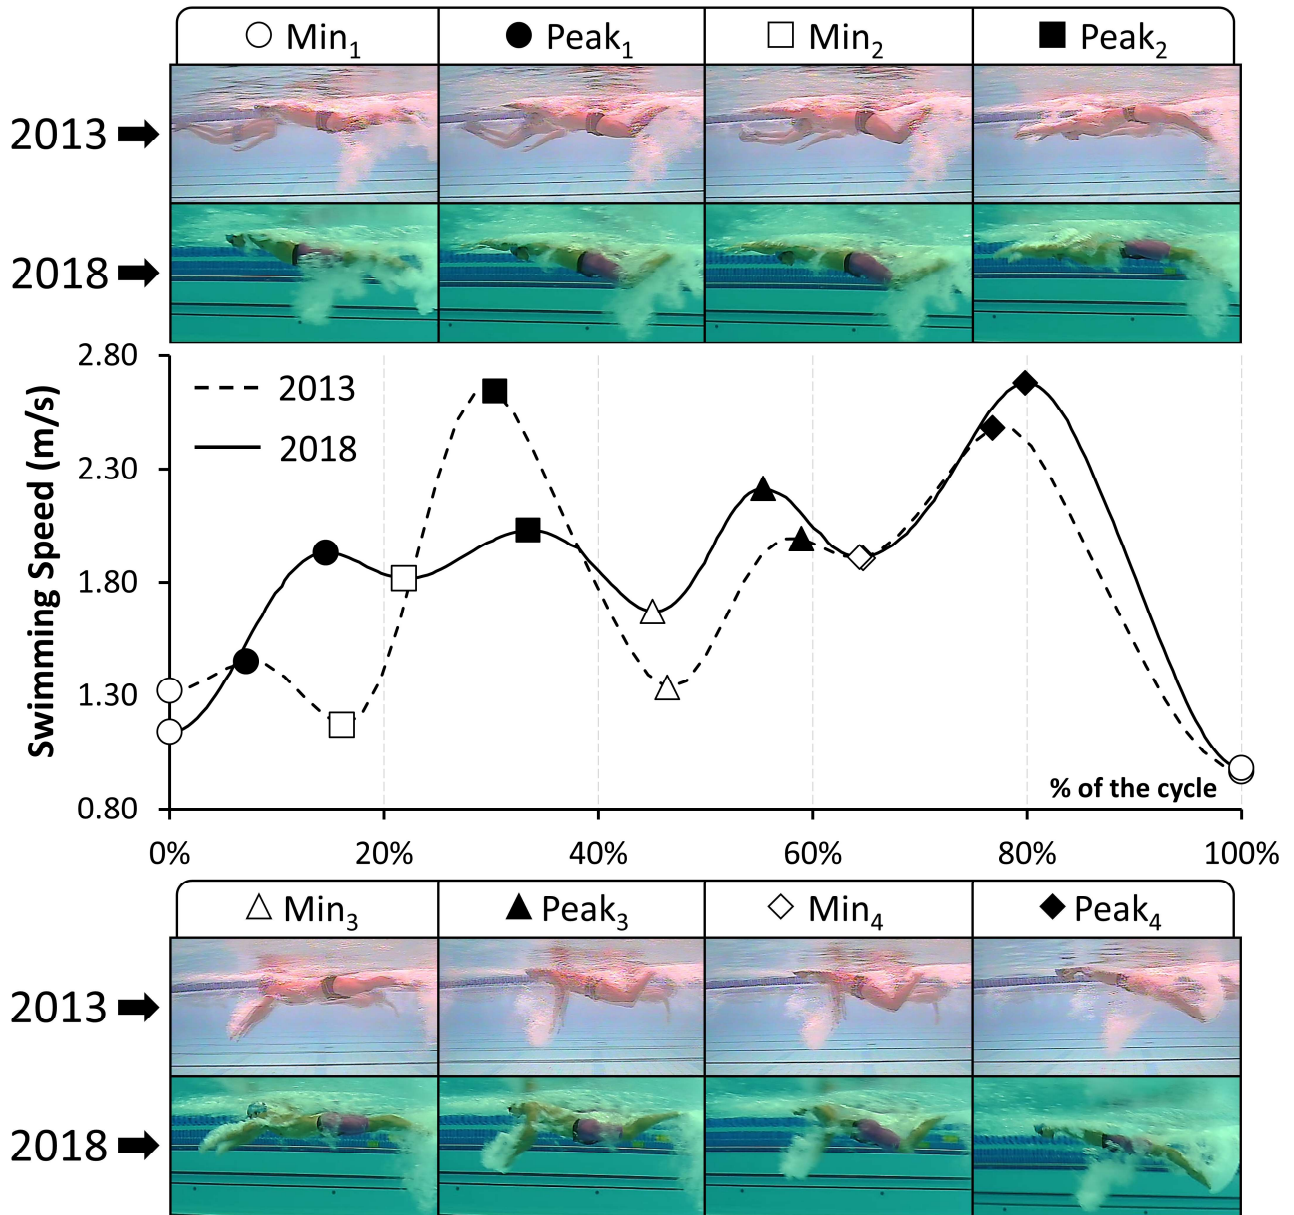 Min₁ Peak₁ Min₂ Peak₂
2013
2018
2.80
2.30
1.80
1.30
0.80
Swimming Speed (m/s)
2013
2018
% of the cycle
0% 20% 40% 60% 80% 100%
Min₃ Peak₃ Min₄ Peak₄
2013
2018